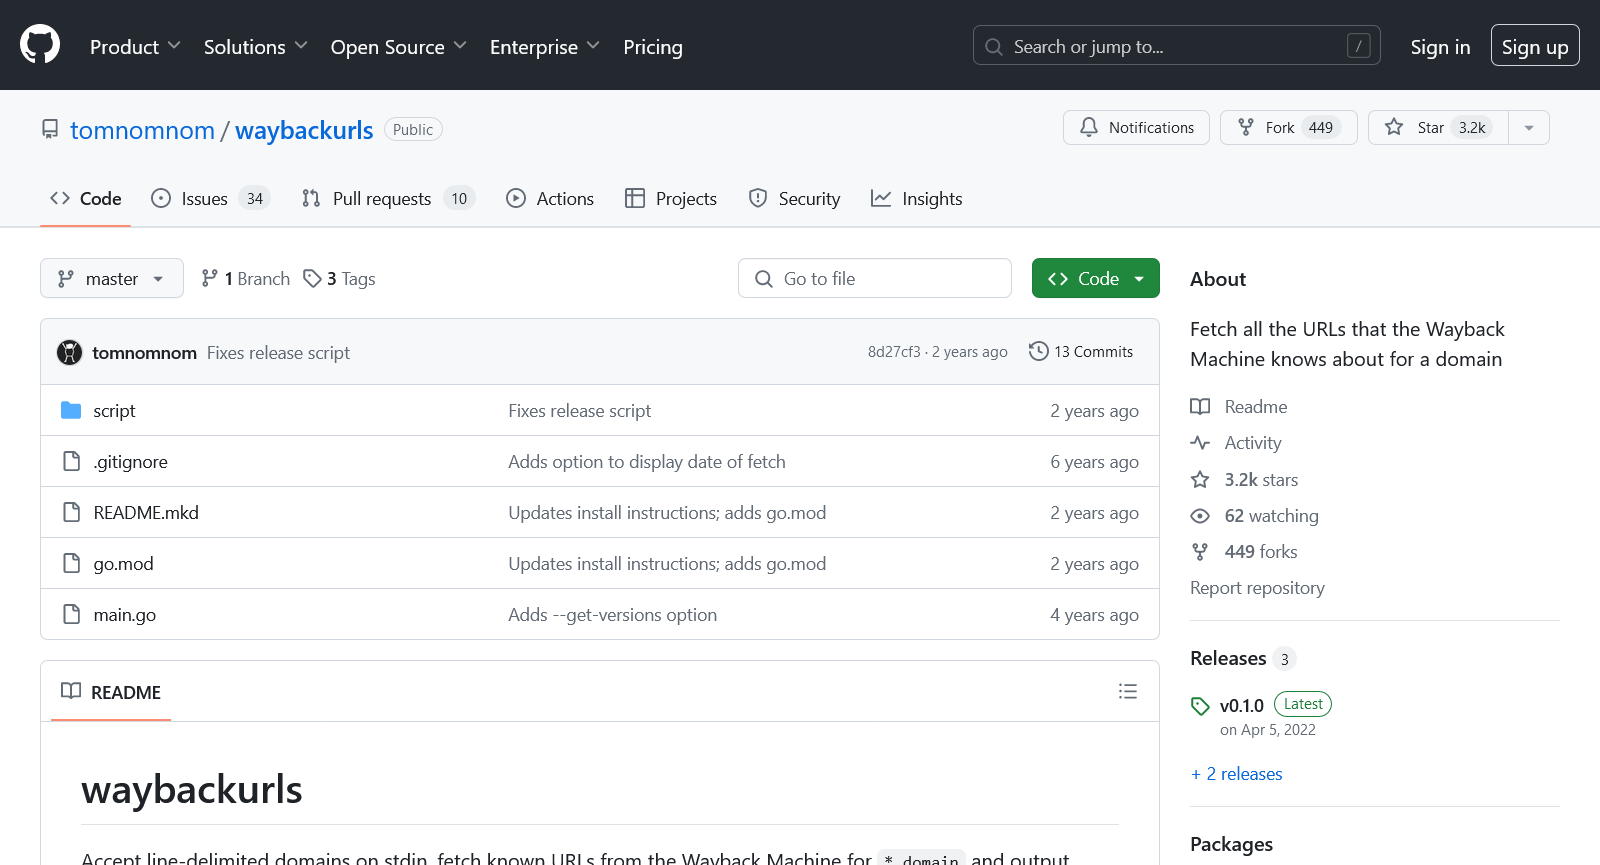 Product Solutions Open Source Enterprise Pricing Search or jump to... / Sign in Sign up
tomnomnom / waybackurls Public Notifications Fork 449 Star 3.2k
Code Issues 34 Pull requests 10 Actions Projects Security Insights
master 1 Branch 3 Tags Go to file Code
tomnomnom Fixes release script 8d27cf3 · 2 years ago 13 Commits
script Fixes release script 2 years ago
.gitignore Adds option to display date of fetch 6 years ago
README.mkd Updates install instructions; adds go.mod 2 years ago
go.mod Updates install instructions; adds go.mod 2 years ago
main.go Adds --get-versions option 4 years ago
README
waybackurls
Accept line-delimited domains on stdin, fetch known URLs from the Wayback Machine for *.domain and output
About
Fetch all the URLs that the Wayback
Machine knows about for a domain
Readme
Activity
3.2k stars
62 watching
449 forks
Report repository
Releases 3
v0.1.0 Latest
on Apr 5, 2022
+ 2 releases
Packages